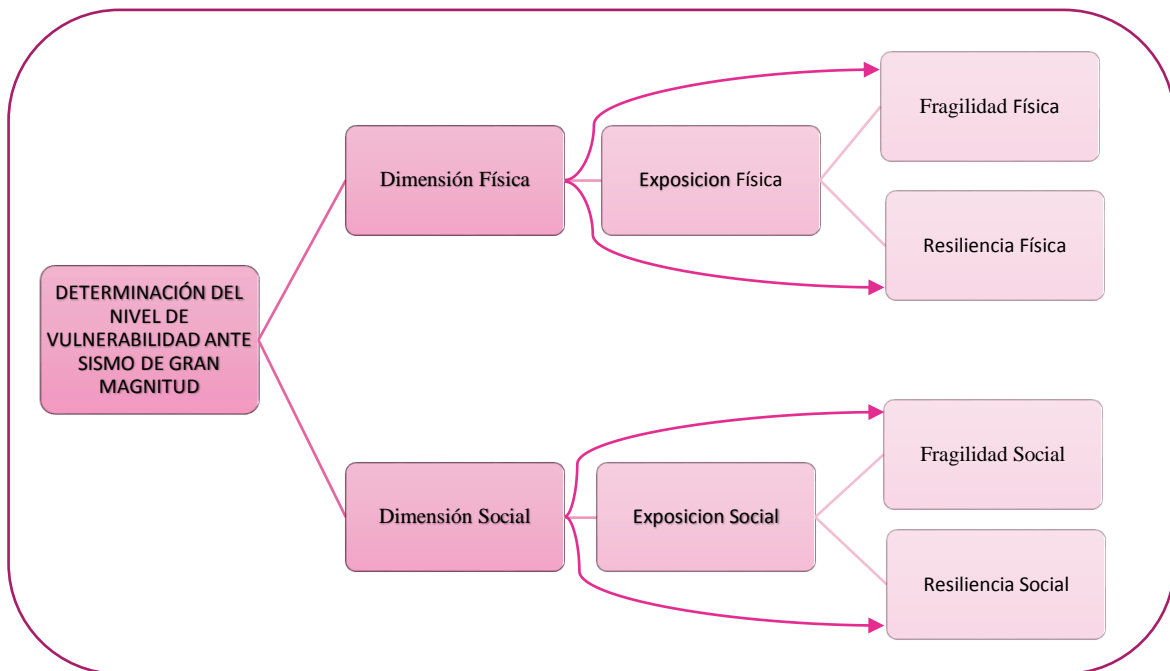 DETERMINACIÓN DEL
NIVEL DE
VULNERABILIDAD ANTE
SISMO DE GRAN
MAGNITUD
Dimensión Física
Exposicion Física
Fragilidad Física
Resiliencia Física
Dimensión Social
Exposicion Social
Fragilidad Social
Resiliencia Social